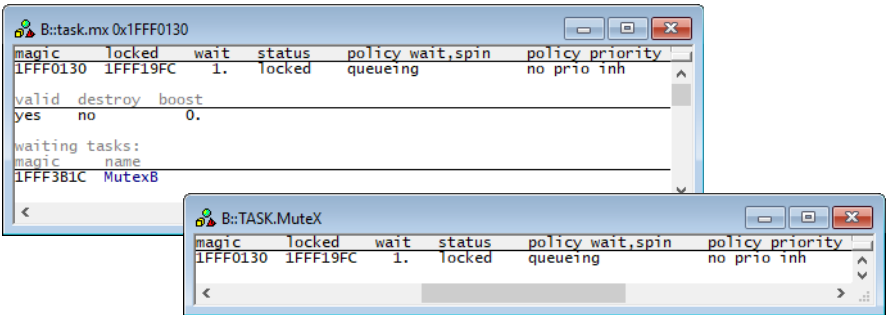 B::task.mx 0x1FFF0130
magic locked wait status policy wait,spin policy priority
1FFF0130 1FFF19FC 1. locked queueing no prio inh
valid destroy boost
yes no 0.
waiting tasks:
magic name
1FFF3B1C MutexB
B::TASK.MuteX
magic locked wait status policy wait,spin policy priority
1FFF0130 1FFF19FC 1. locked queueing no prio inh